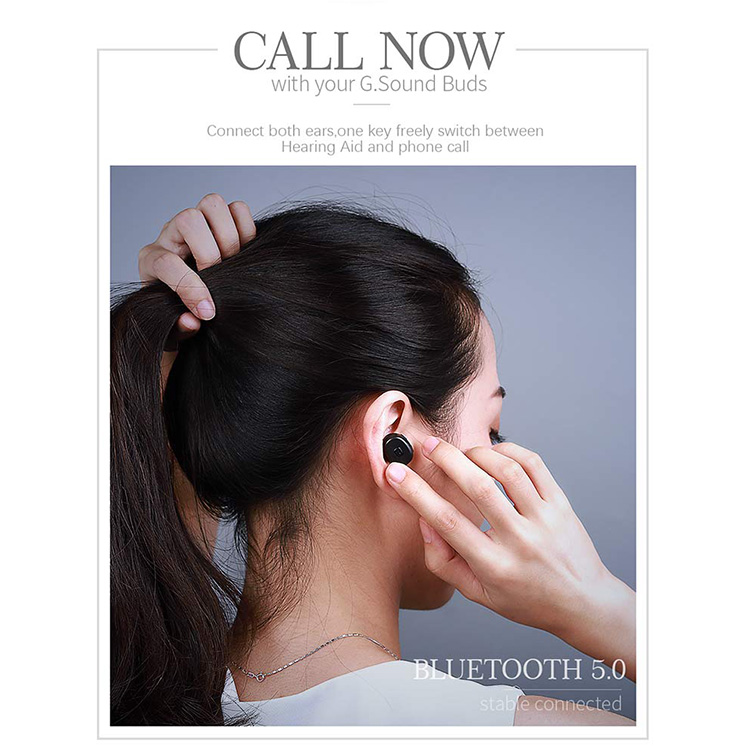 CALL NOW
with your G.Sound Buds
Connect both ears,one key freely switch between
Hearing Aid and phone call
BLUETOOTH 5.0
stable connected